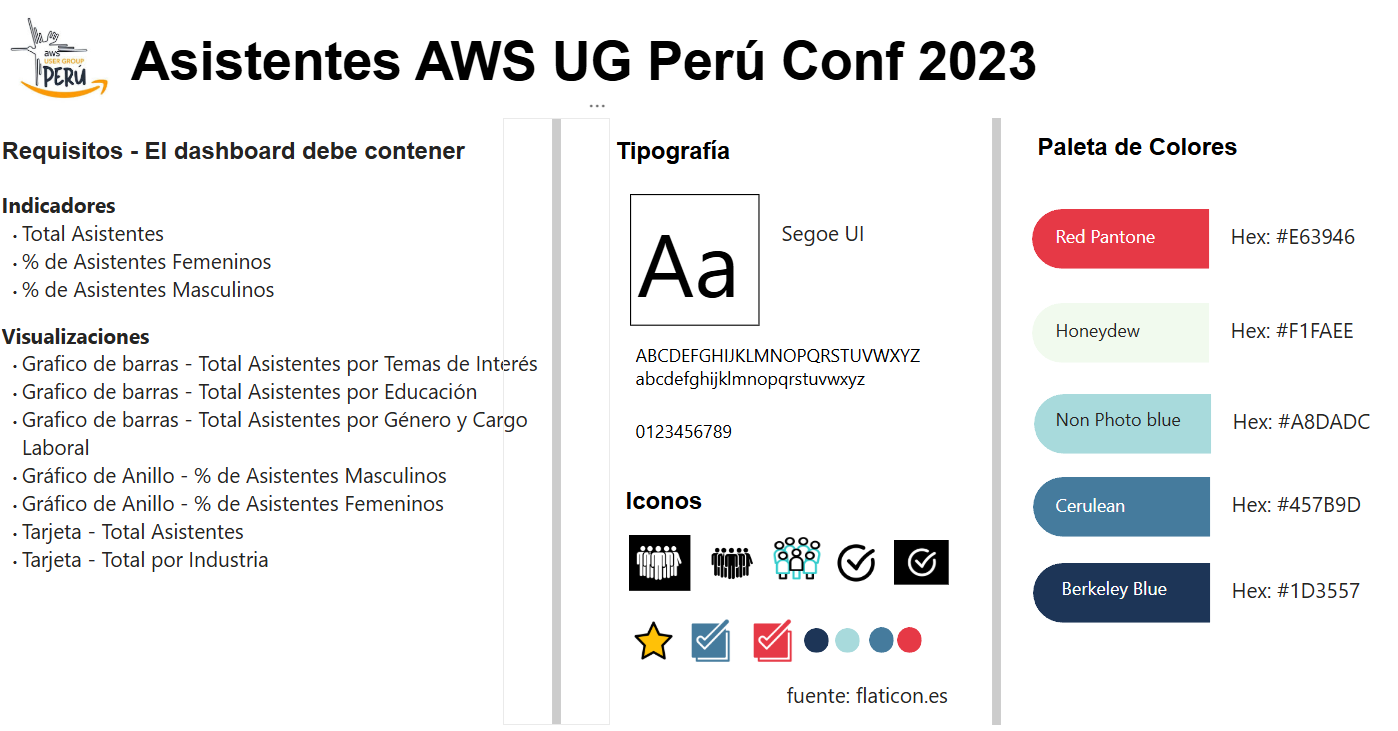 aws
USER GROUP
PERÚ
Asistentes AWS UG Perú Conf 2023
...
Requisitos - El dashboard debe contener
Indicadores
• Total Asistentes
• % de Asistentes Femeninos
• % de Asistentes Masculinos
Visualizaciones
• Grafico de barras - Total Asistentes por Temas de Interés
• Grafico de barras - Total Asistentes por Educación
• Grafico de barras - Total Asistentes por Género y Cargo
Laboral
• Gráfico de Anillo - % de Asistentes Masculinos
• Gráfico de Anillo - % de Asistentes Femeninos
• Tarjeta - Total Asistentes
• Tarjeta - Total por Industria
Tipografía
Aa
Segoe UI
ABCDEFGHIJKLMNOPQRSTUVWXYZ
abcdefghijklmnopqrstuvwxyz
0123456789
Iconos
fuente: flaticon.es
Paleta de Colores
Red Pantone
Hex: #E63946
Honeydew
Hex: #F1FAEE
Non Photo blue
Hex: #A8DADC
Cerulean
Hex: #457B9D
Berkeley Blue
Hex: #1D3557